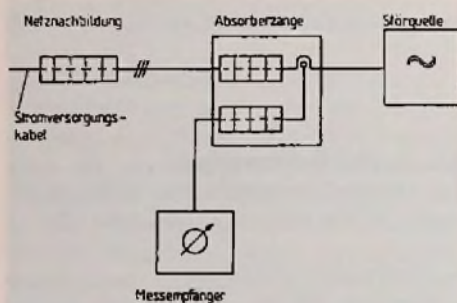 Netznachbildung
Absorberzange
Störquelle
Stromversorgungs-
kabel
Messempfänger